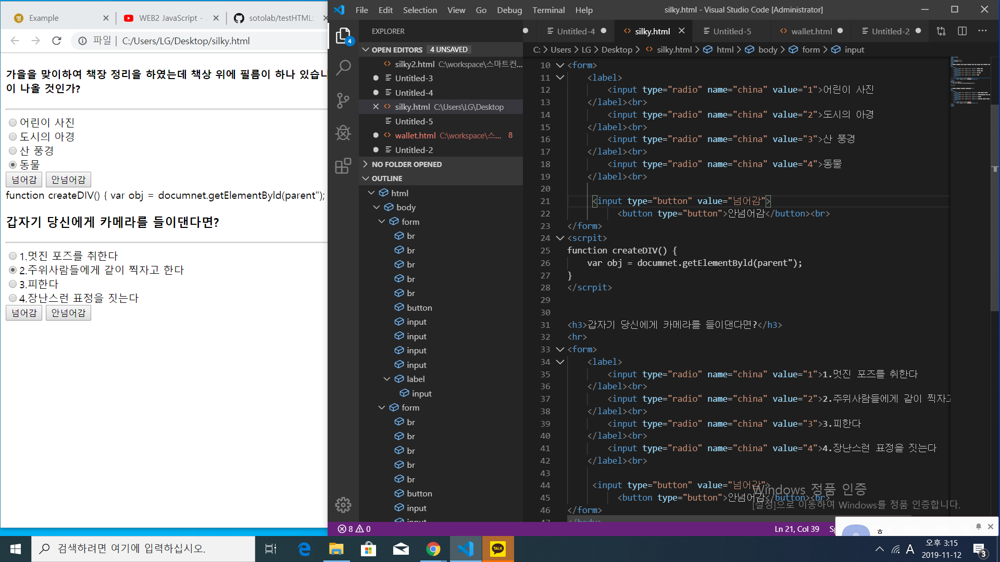 Example
WEB2 JavaScript -
sotolab/testHTML:
파일 | C:/Users/LG/Desktop/silky.html
가을을 맞이하여 책장 정리을 하였는데 책상 위에 필름이 하나 있습니
이 나올 것인가?
어린이 사진
도시의 야경
산 풍경
동물
넘어감 안넘어감
function createDIV() { var obj = documnet.getElementByld(parent");
갑자기 당신에게 카메라를 들이댄다면?
1.멋진 포즈를 취한다
2.주위사람들에게 같이 찍자고 한다
3.피한다
4.장난스런 표정을 짓는다
넘어감 안넘어감
File Edit Selection View Go Debug Terminal Help
silky.html - Visual Studio Code [Administrator]
4
EXPLORER
OPEN EDITORS 4 UNSAVED
silky2.html C:\workspace\스마트컨...
Untitled-3
Untitled-4
silky.html C:\Users\LG\Desktop
Untitled-5
wallet.html C:\workspace\스... 8
Untitled-2
NO FOLDER OPENED
OUTLINE
html
body
form
br
br
br
br
br
button
input
input
input
input
label
input
form
br
br
br
br
br
button
input
Untitled-4
silky.html
Untitled-5
wallet.html
Untitled-2
C: > Users > LG > Desktop > silky.html > html > body > form > input
10 <form>
11 <label>
12 <input type="radio" name="china" value="1">어린이 사진
13 </label><br>
14 <input type="radio" name="china" value="2">도시의 야경
15 </label><br>
16 <input type="radio" name="china" value="3">산 풍경
17 </label><br>
18 <input type="radio" name="china" value="4">동물
19 </label><br>
20
21 <input type="button" value="넘어감">
22 <button type="button">안넘어감</button><br>
23 </form>
24 <scrpit>
25 function createDIV() {
26 var obj = documnet.getElementByld(parent");
27 }
28 </scrpit>
29
30
31 <h3>갑자기 당신에게 카메라를 들이댄다면?</h3>
32 <hr>
33 <form>
34 <label>
35 <input type="radio" name="china" value="1">1.멋진 포즈를 취한다
36 </label><br>
37 <input type="radio" name="china" value="2">2.주위사람들에게 같이 찍자고
38 </label><br>
39 <input type="radio" name="china" value="3">3.피한다
40 </label><br>
41 <input type="radio" name="china" value="4">4.장난스런 표정을 짓는다
42 </label><br>
43
44 <input type="button" value="넘어감">
45 <button type="button">안넘어감</button><br>
46 </form>
47 </body>
Windows 정품 인증
[설정]으로 이동하여 Windows를 정품 인증합니다.
8 0
Ln 21, Col 39
ㅎ
검색하려면 여기에 입력하십시오.
TALK
A
오후 3:15
2019-11-12
3